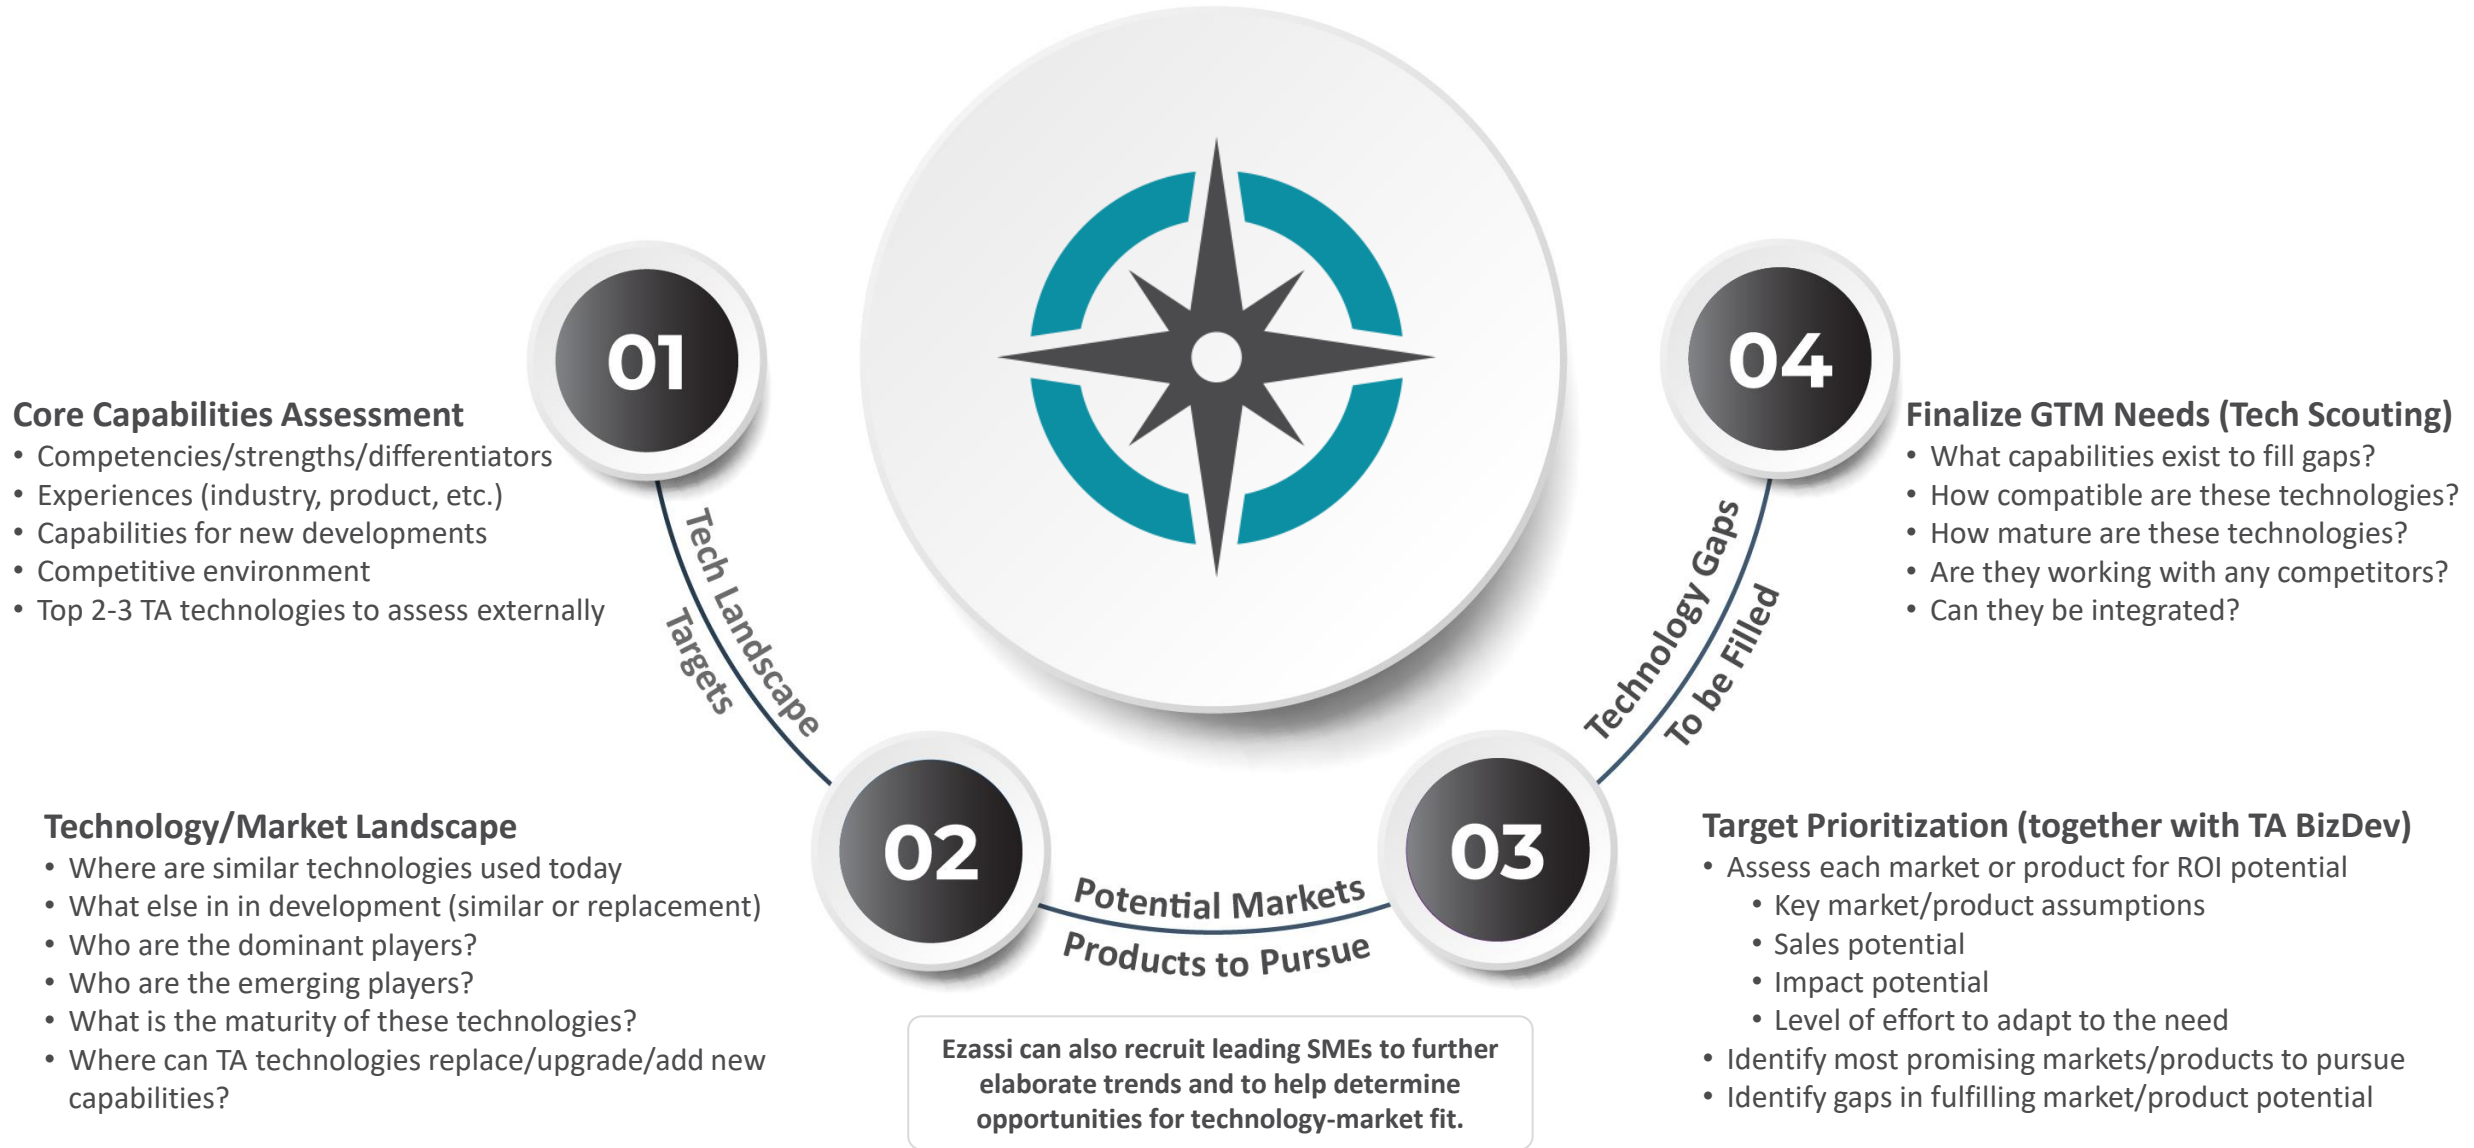 01
Core Capabilities Assessment
• Competencies/strengths/differentiators
• Experiences (industry, product, etc.)
• Capabilities for new developments
• Competitive environment
• Top 2-3 TA technologies to assess externally
Tech Landscape
Targets
02
Technology/Market Landscape
• Where are similar technologies used today
• What else in in development (similar or replacement)
• Who are the dominant players?
• Who are the emerging players?
• What is the maturity of these technologies?
• Where can TA technologies replace/upgrade/add new
capabilities?
Potential Markets
Products to Pursue
Ezassi can also recruit leading SMEs to further
elaborate trends and to help determine
opportunities for technology-market fit.
03
Target Prioritization (together with TA BizDev)
• Assess each market or product for ROI potential
• Key market/product assumptions
• Sales potential
• Impact potential
• Level of effort to adapt to the need
• Identify most promising markets/products to pursue
• Identify gaps in fulfilling market/product potential
Technology Gaps
To be Filled
04
Finalize GTM Needs (Tech Scouting)
• What capabilities exist to fill gaps?
• How compatible are these technologies?
• How mature are these technologies?
• Are they working with any competitors?
• Can they be integrated?